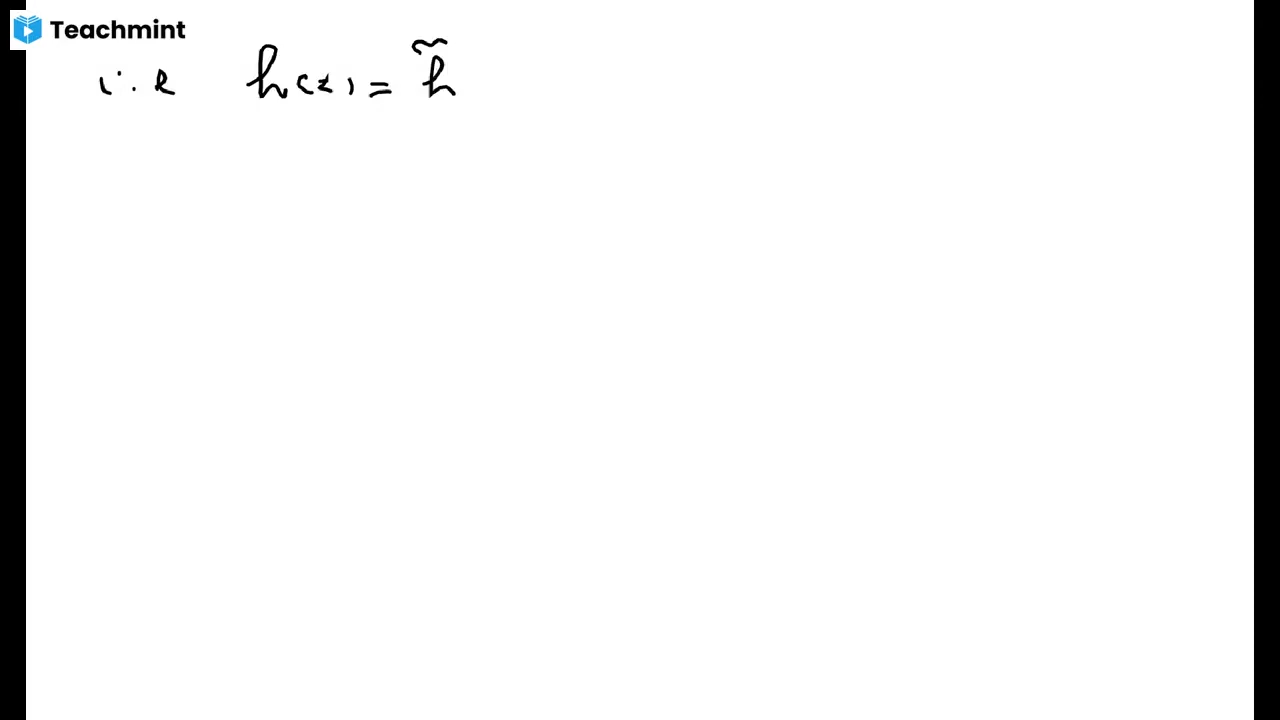 Teachmint
i.e h(z) = h̃